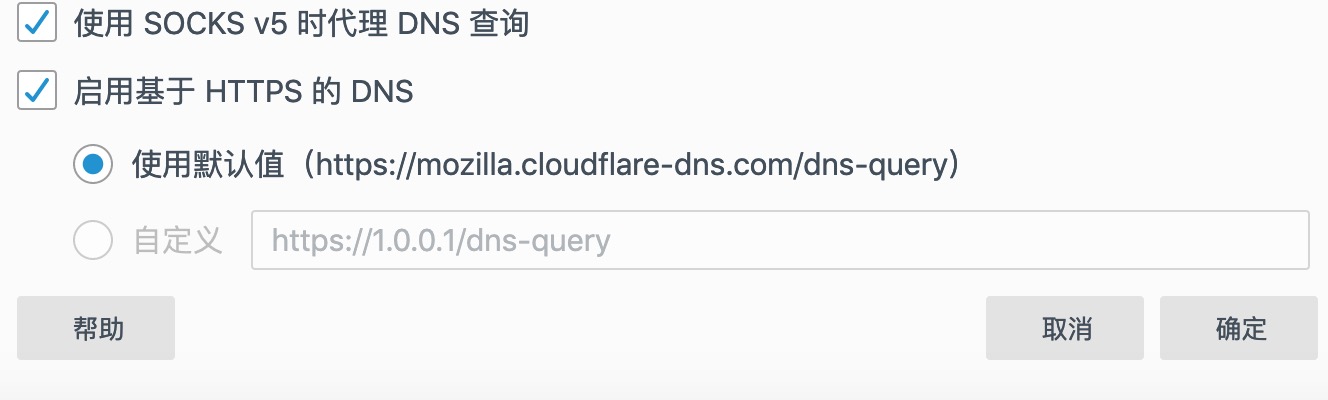 使用 SOCKS v5 时代理 DNS 查询
启用基于 HTTPS 的 DNS
使用默认值（https://mozilla.cloudflare-dns.com/dns-query）
自定义 https://1.0.0.1/dns-query
帮助 取消 确定